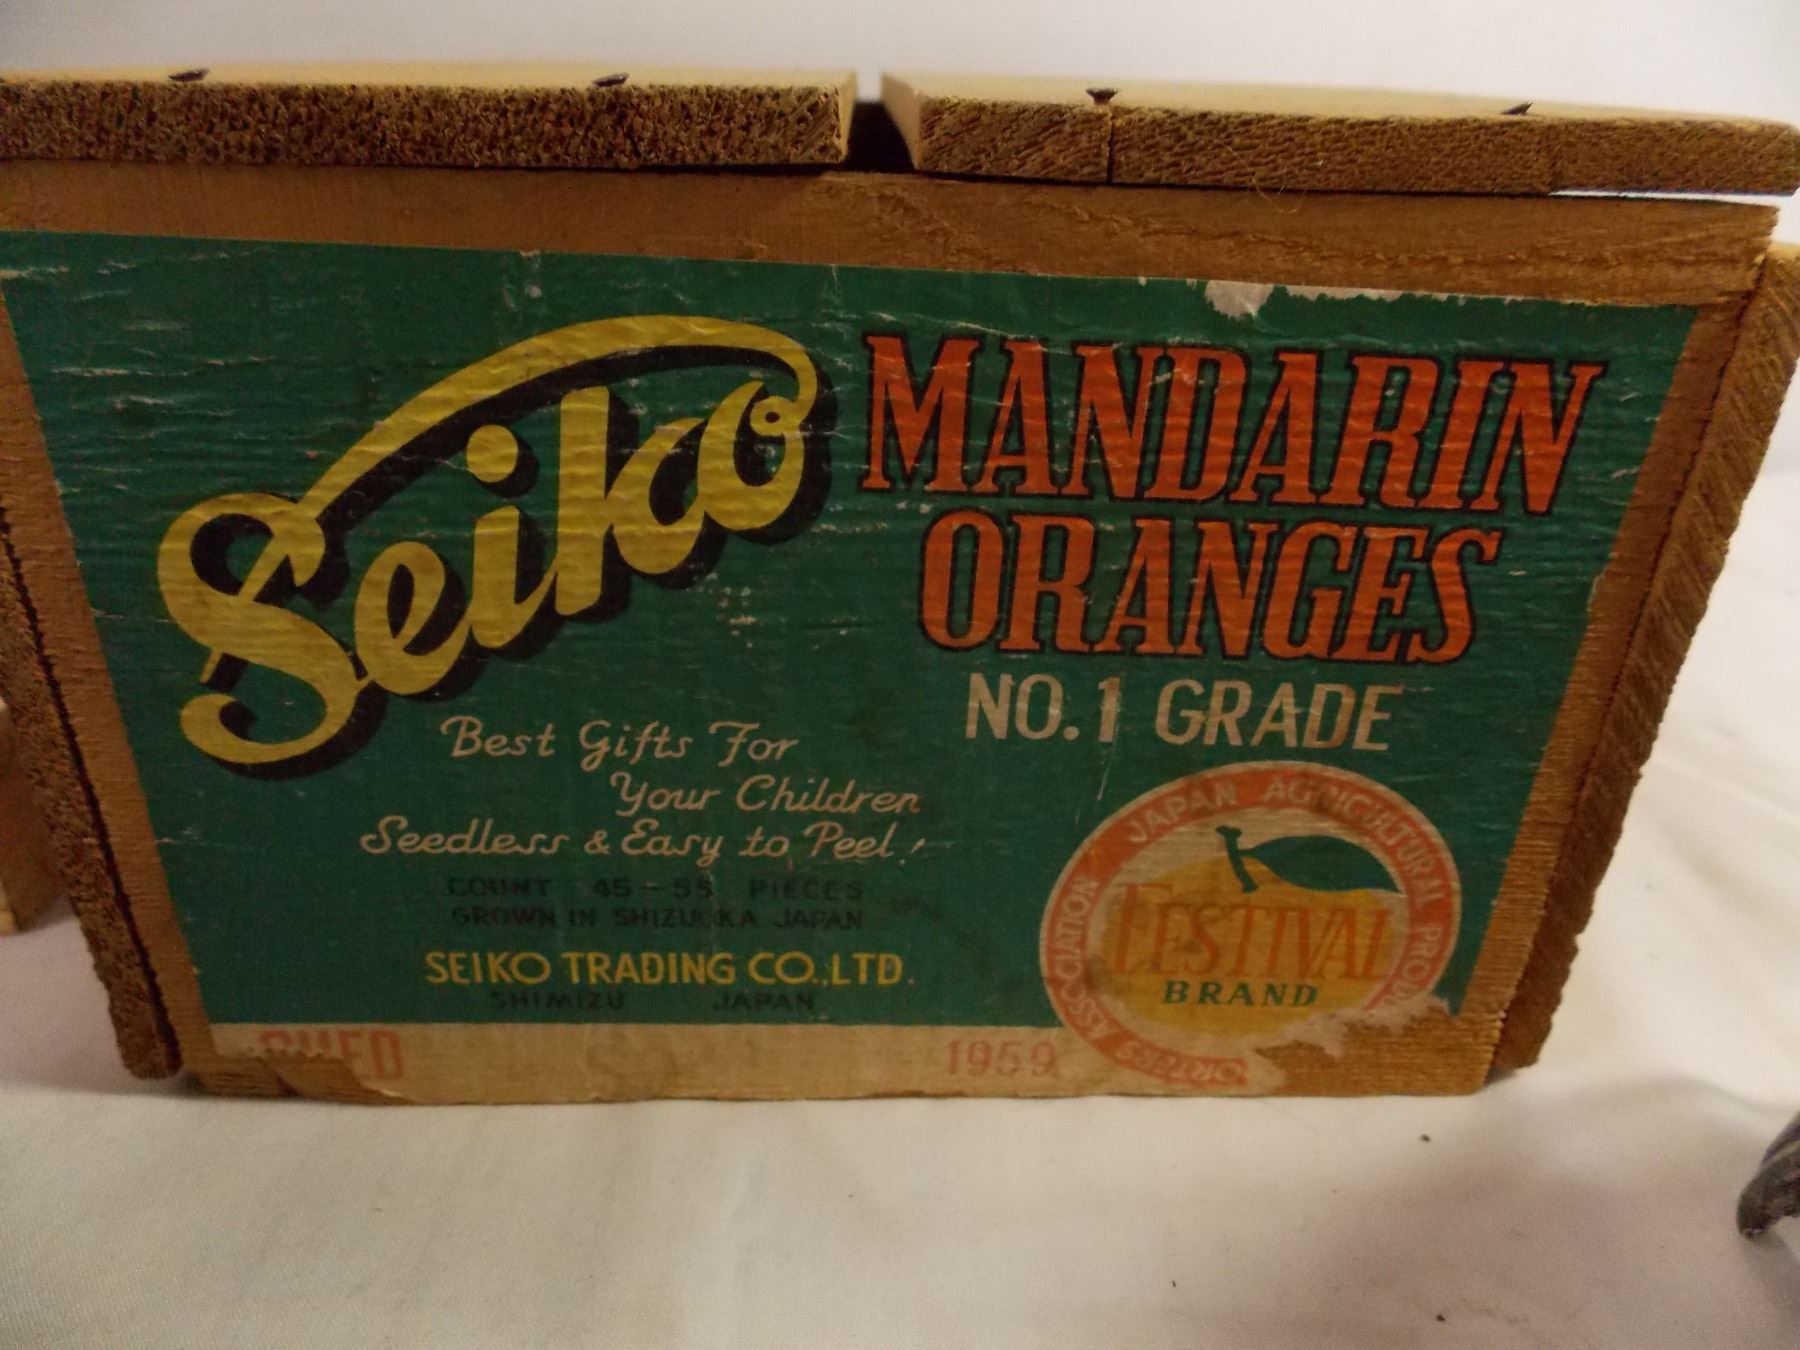 Seiko
MANDARIN
ORANGES
NO. 1 GRADE
Best Gifts For
Your Children
Seedless & Easy to Peel!
COUNT 45-55 PIECES
GROWN IN SHIZUOKA JAPAN
SEIKO TRADING CO., LTD.
SHIMIZU JAPAN
JAPAN AGRICULTURAL
ASSOCIATION
FESTIVAL
BRAND
1959